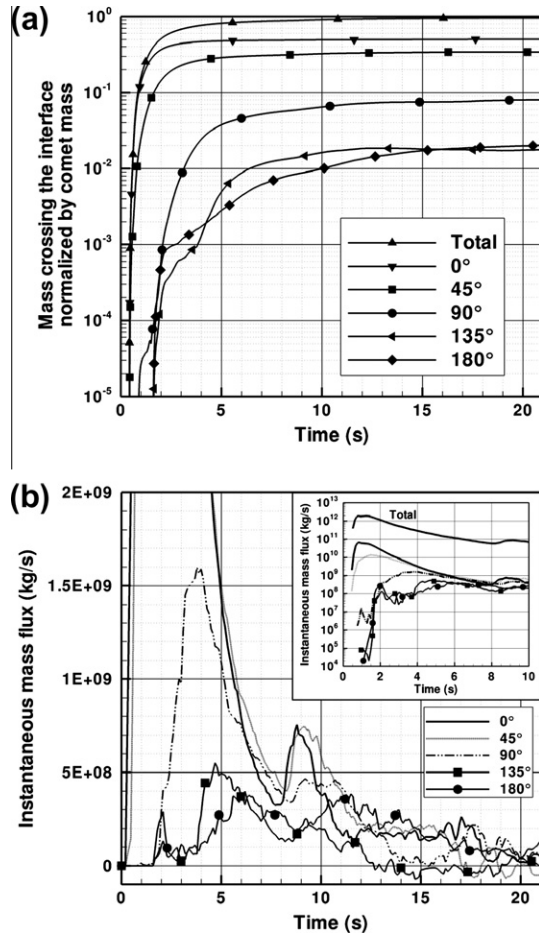 (a)
Mass crossing the interface
normalized by comet mass
10⁰
10⁻¹
10⁻²
10⁻³
10⁻⁴
10⁻⁵
Total
0°
45°
90°
135°
180°
0 5 10 15 20
Time (s)
(b)
Instantaneous mass flux (kg/s)
2E+09
1.5E+09
1E+09
5E+08
0
Instantaneous mass flux (kg/s)
10¹³
10¹²
10¹¹
10¹⁰
10⁹
10⁸
10⁷
10⁶
10⁵
10⁴
Total
0 2 4 6 8 10
Time (s)
0°
45°
90°
135°
180°
0 5 10 15 20
Time (s)